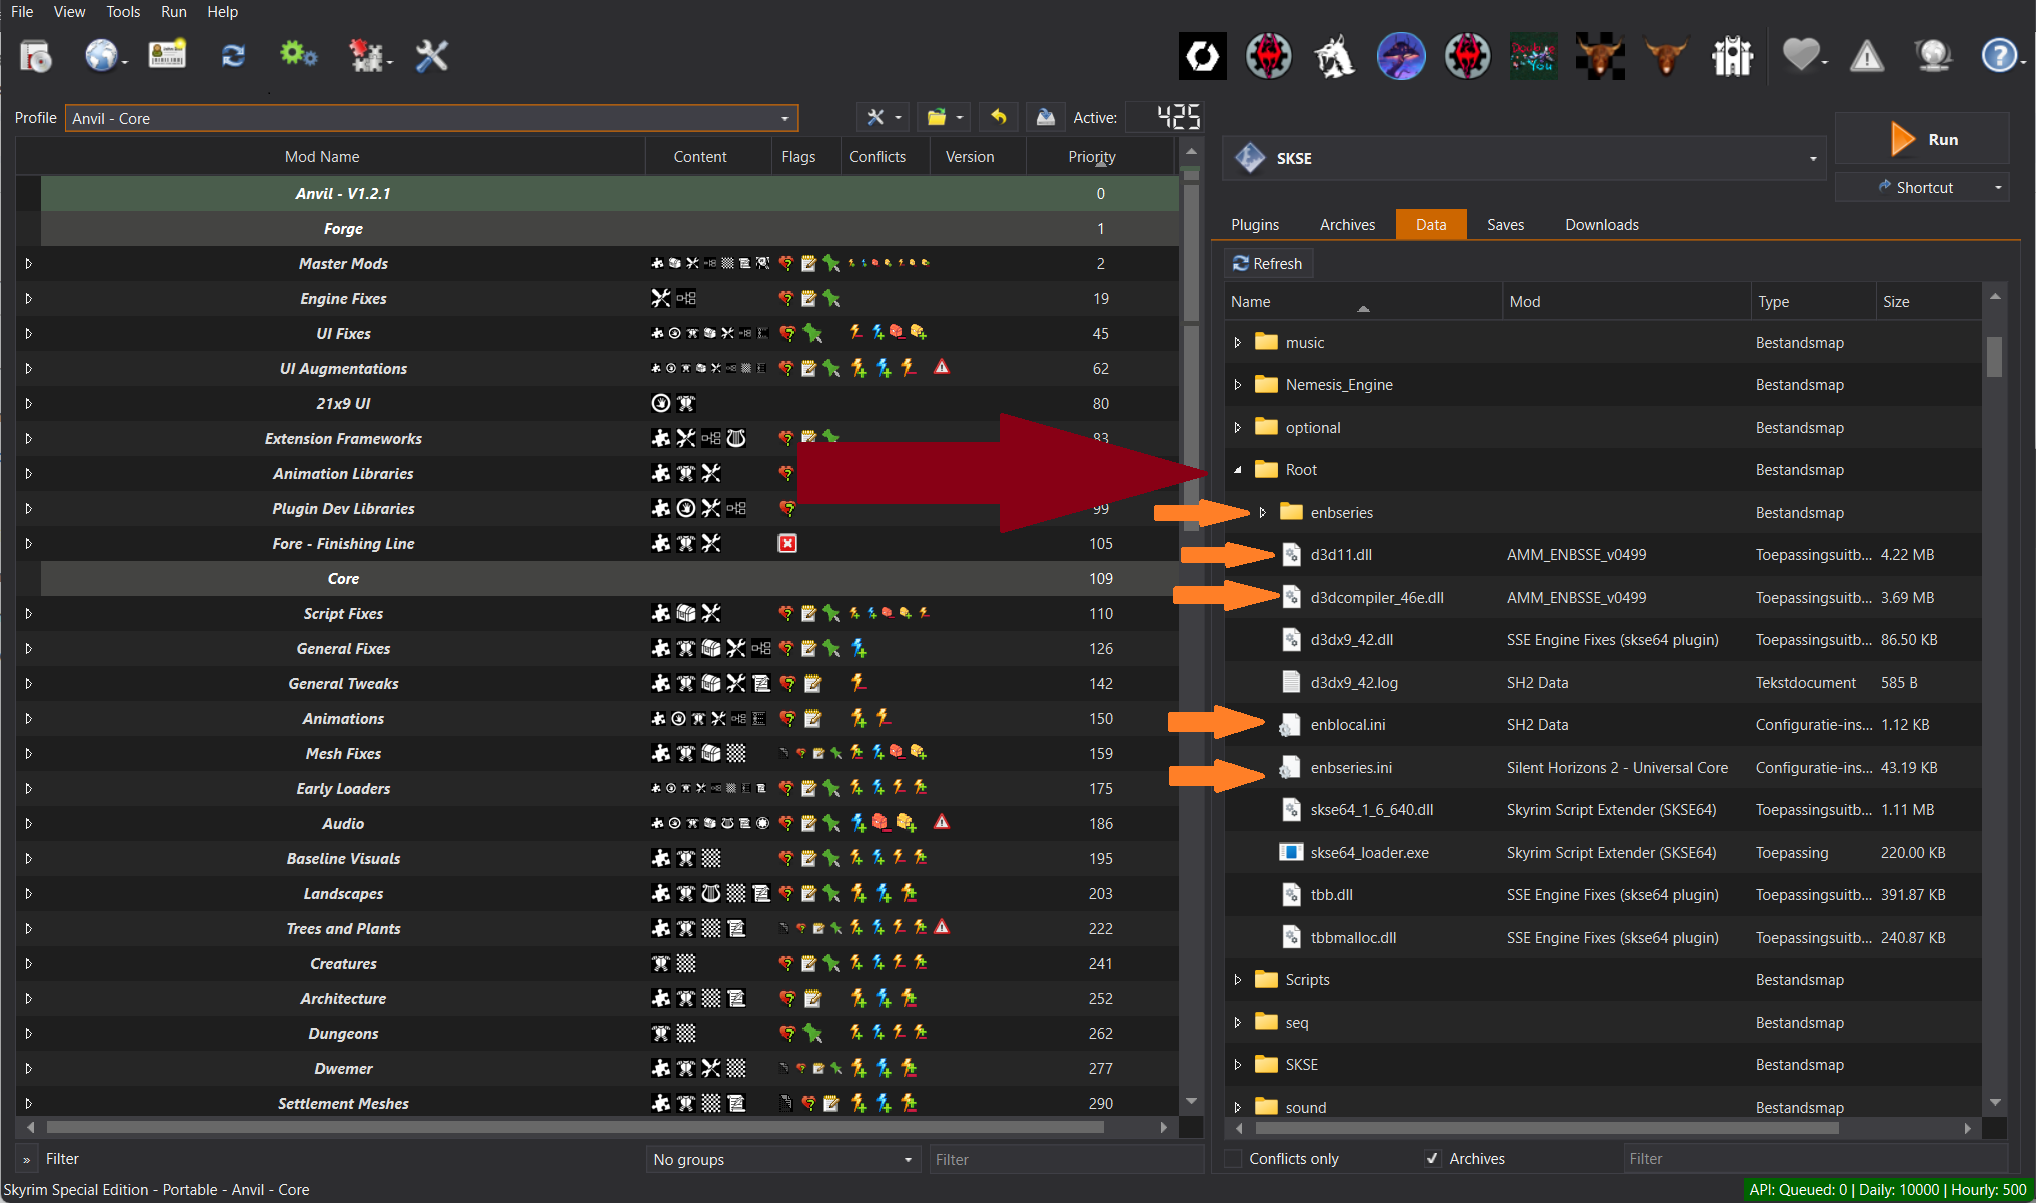 File View Tools Run Help
Double You
Profile Anvil - Core Active: 425
Mod Name Content Flags Conflicts Version Priority
Anvil - V1.2.1 0
Forge 1
Master Mods 2
Engine Fixes 19
UI Fixes 45
UI Augmentations 62
21x9 UI 80
Extension Frameworks 83
Animation Libraries
Plugin Dev Libraries 99
Fore - Finishing Line 105
Core 109
Script Fixes 110
General Fixes 126
General Tweaks 142
Animations 150
Mesh Fixes 159
Early Loaders 175
Audio 186
Baseline Visuals 195
Landscapes 203
Trees and Plants 222
Creatures 241
Architecture 252
Dungeons 262
Dwemer 277
Settlement Meshes 290
» Filter No groups Filter
SKSE
Run
Shortcut
Plugins Archives Data Saves Downloads
Refresh
Name Mod Type Size
music Bestandsmap
Nemesis_Engine Bestandsmap
optional Bestandsmap
Root Bestandsmap
enbseries Bestandsmap
d3d11.dll AMM_ENBSSE_v0499 Toepassingsuitb... 4.22 MB
d3dcompiler_46e.dll AMM_ENBSSE_v0499 Toepassingsuitb... 3.69 MB
d3dx9_42.dll SSE Engine Fixes (skse64 plugin) Toepassingsuitb... 86.50 KB
d3dx9_42.log SH2 Data Tekstdocument 585 B
enblocal.ini SH2 Data Configuratie-ins... 1.12 KB
enbseries.ini Silent Horizons 2 - Universal Core Configuratie-ins... 43.19 KB
skse64_1_6_640.dll Skyrim Script Extender (SKSE64) Toepassingsuitb... 1.11 MB
skse64_loader.exe Skyrim Script Extender (SKSE64) Toepassing 220.00 KB
tbb.dll SSE Engine Fixes (skse64 plugin) Toepassingsuitb... 391.87 KB
tbbmalloc.dll SSE Engine Fixes (skse64 plugin) Toepassingsuitb... 240.87 KB
Scripts Bestandsmap
seq Bestandsmap
SKSE Bestandsmap
sound Bestandsmap
Conflicts only Archives Filter
Skyrim Special Edition - Portable - Anvil - Core API: Queued: 0 | Daily: 10000 | Hourly: 500